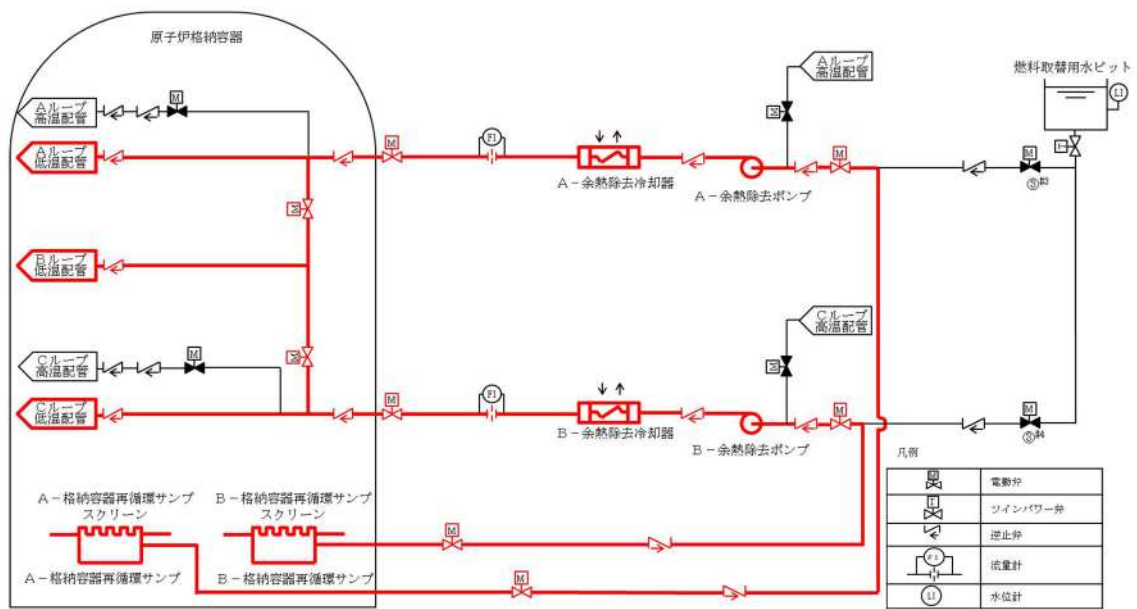 原子炉格納容器
Aループ
高温配管
Aループ
低温配管
Bループ
低温配管
Cループ
高温配管
Cループ
低温配管
M
M
M
M
M
M
FI
FI
A-余熱除去冷却器
B-余熱除去冷却器
Aループ
高温配管
Cループ
高温配管
M
M
M
M
A-余熱除去ポンプ
B-余熱除去ポンプ
燃料取替用水ピット
LI
T
M
M
A-格納容器再循環サンプ
スクリーン
A-格納容器再循環サンプ
B-格納容器再循環サンプ
スクリーン
B-格納容器再循環サンプ
M
M
凡例
M 電動弁
T ツインパワー弁
逆止弁
FI 流量計
LI 水位計